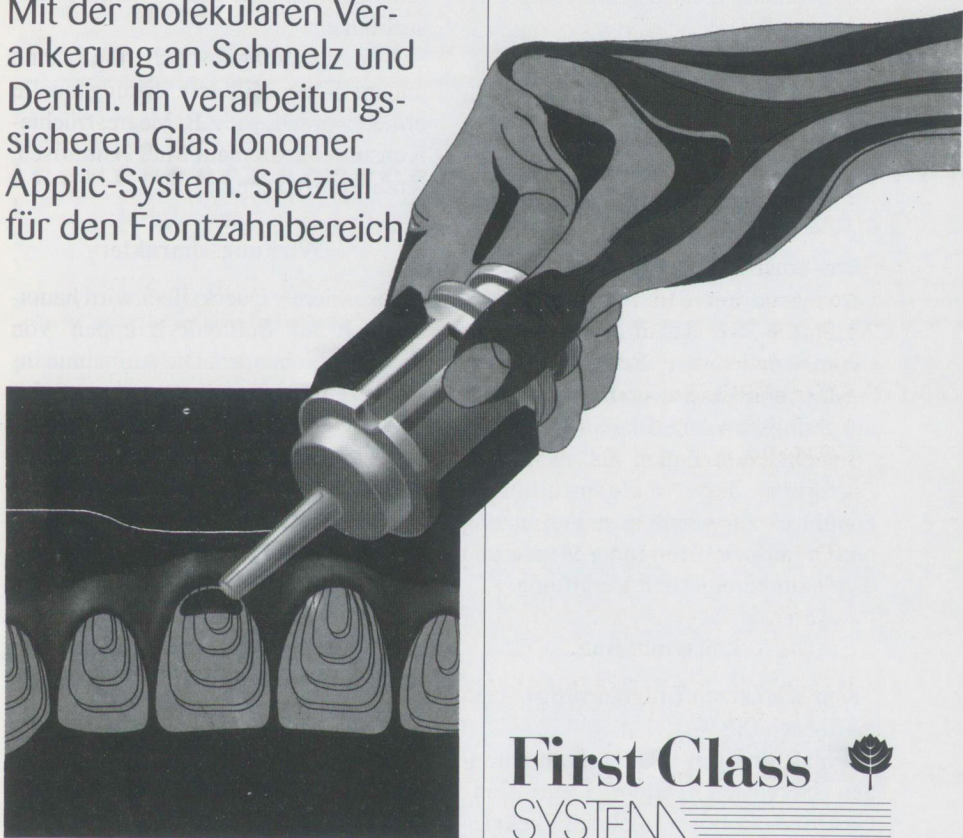 Mit der molekularen Ver-
ankerung an Schmelz und
Dentin. Im verarbeitungs-
sicheren Glas Ionomer
Applic-System. Speziell
für den Frontzahnbereich
First Class
SYSTEM